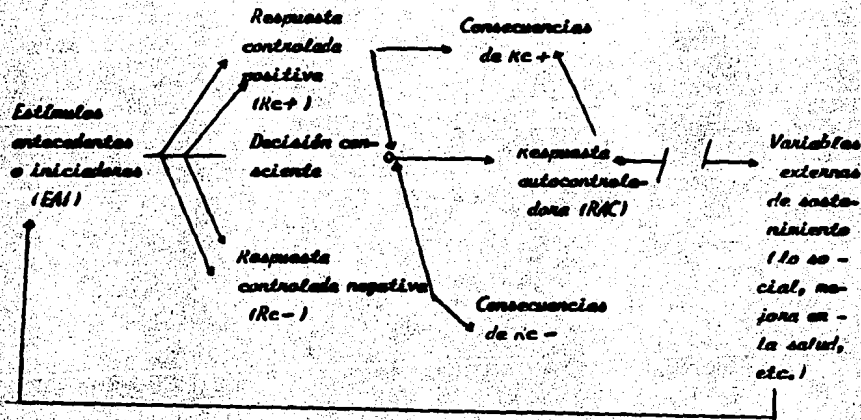 Respuesta
controlada
positiva
(Rc+)
Consecuencias
de Rc+
Estímulos
antecedentes
o iniciadores
(EAI)
Decisión con-
sciente
Respuesta
autocontrola-
dora (RAC)
Variables
externas
de soste-
nimiento
(lo so -
cial, me-
jora en -
la salud,
etc.)
Respuesta
controlada negativa
(Rc-)
Consecuencias
de Rc -